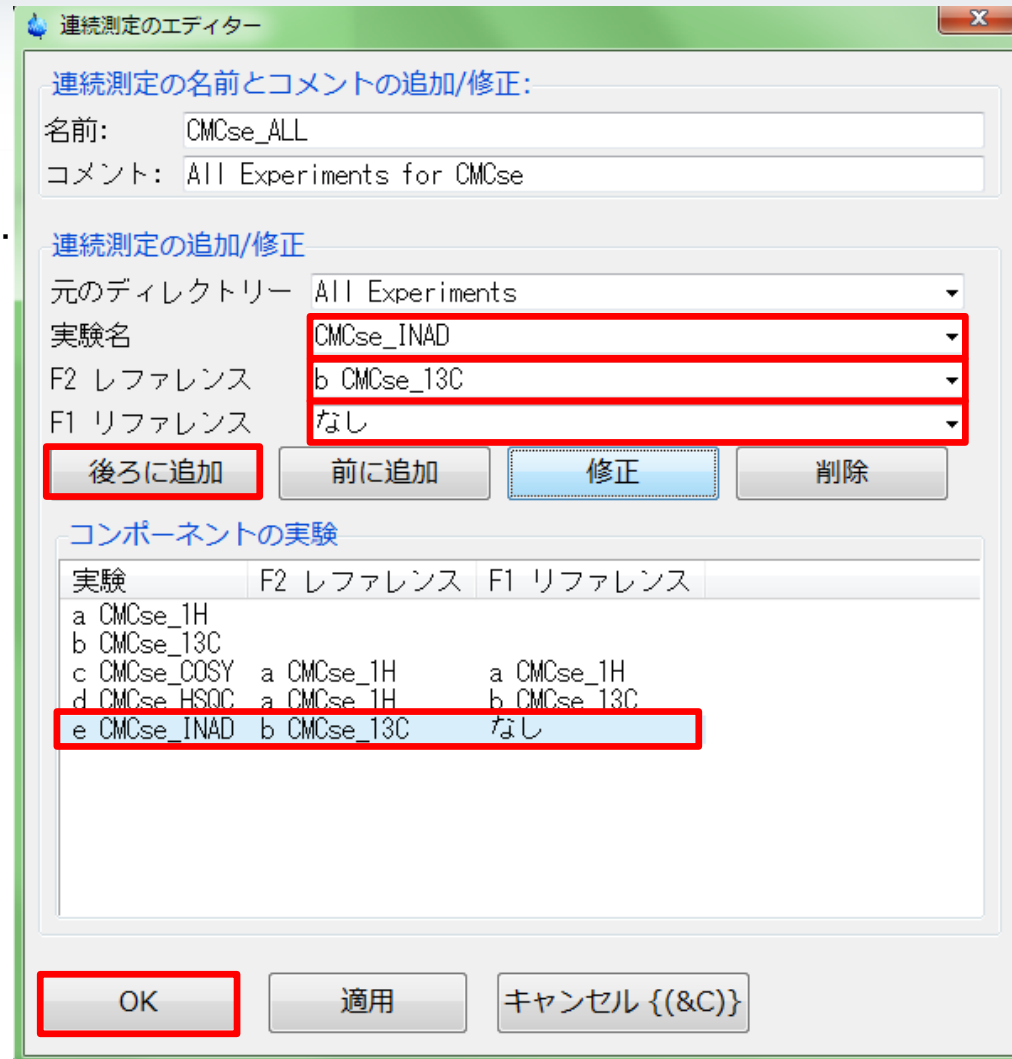 連続測定のエディター
x
連続測定の名前とコメントの追加/修正:
名前: CMCse_ALL
コメント: All Experiments for CMCse
.
連続測定の追加/修正
元のディレクトリー All Experiments
実験名 CMCse_INAD
F2 レファレンス b CMCse_13C
F1 リファレンス なし
後ろに追加 前に追加 修正 削除
コンポーネントの実験
実験 F2 レファレンス F1 リファレンス
a CMCse_1H
b CMCse_13C
c CMCse_COSY a CMCse_1H a CMCse_1H
d CMCse_HSQC a CMCse_1H b CMCse_13C
e CMCse_INAD b CMCse_13C なし
OK 適用 キャンセル {(&C)}